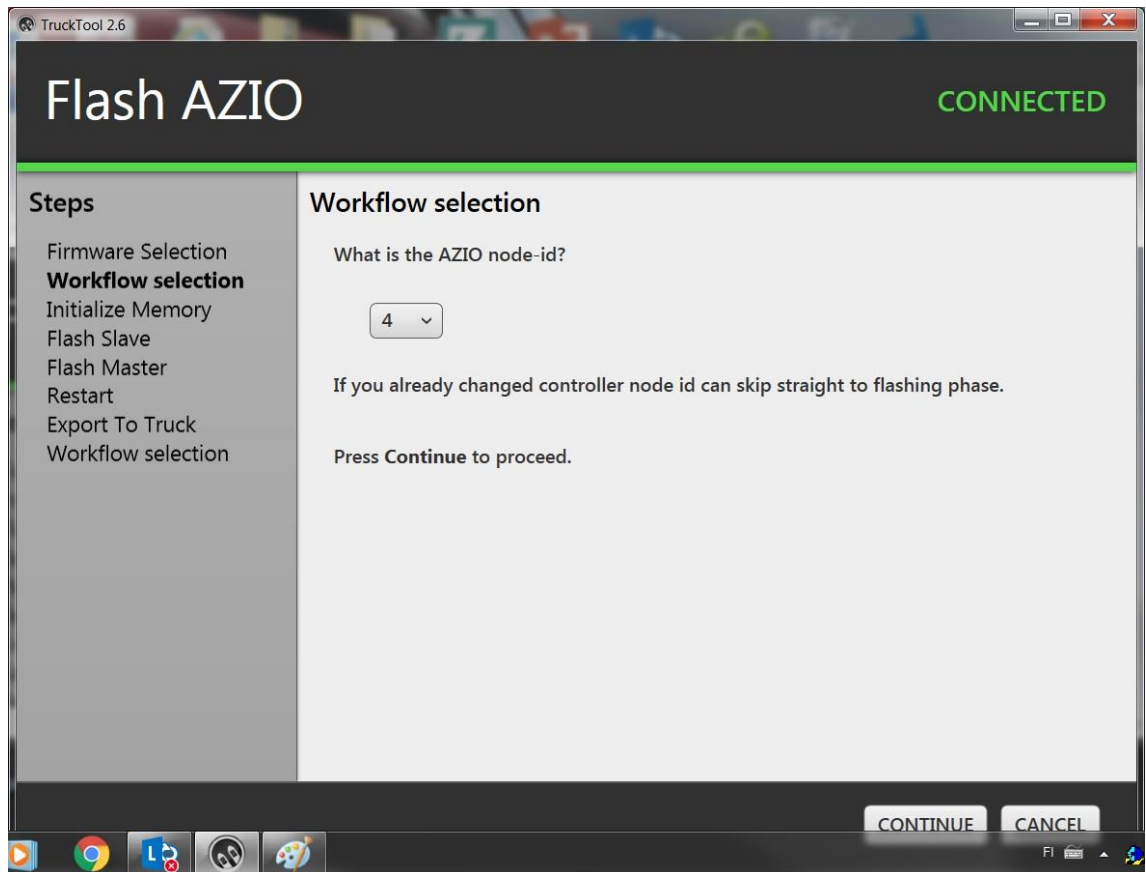 TruckTool 2.6
Flash AZIO
CONNECTED
Steps
Firmware Selection
Workflow selection
Initialize Memory
Flash Slave
Flash Master
Restart
Export To Truck
Workflow selection
Workflow selection
What is the AZIO node-id?
4
If you already changed controller node id can skip straight to flashing phase.
Press Continue to proceed.
CONTINUE CANCEL
FI